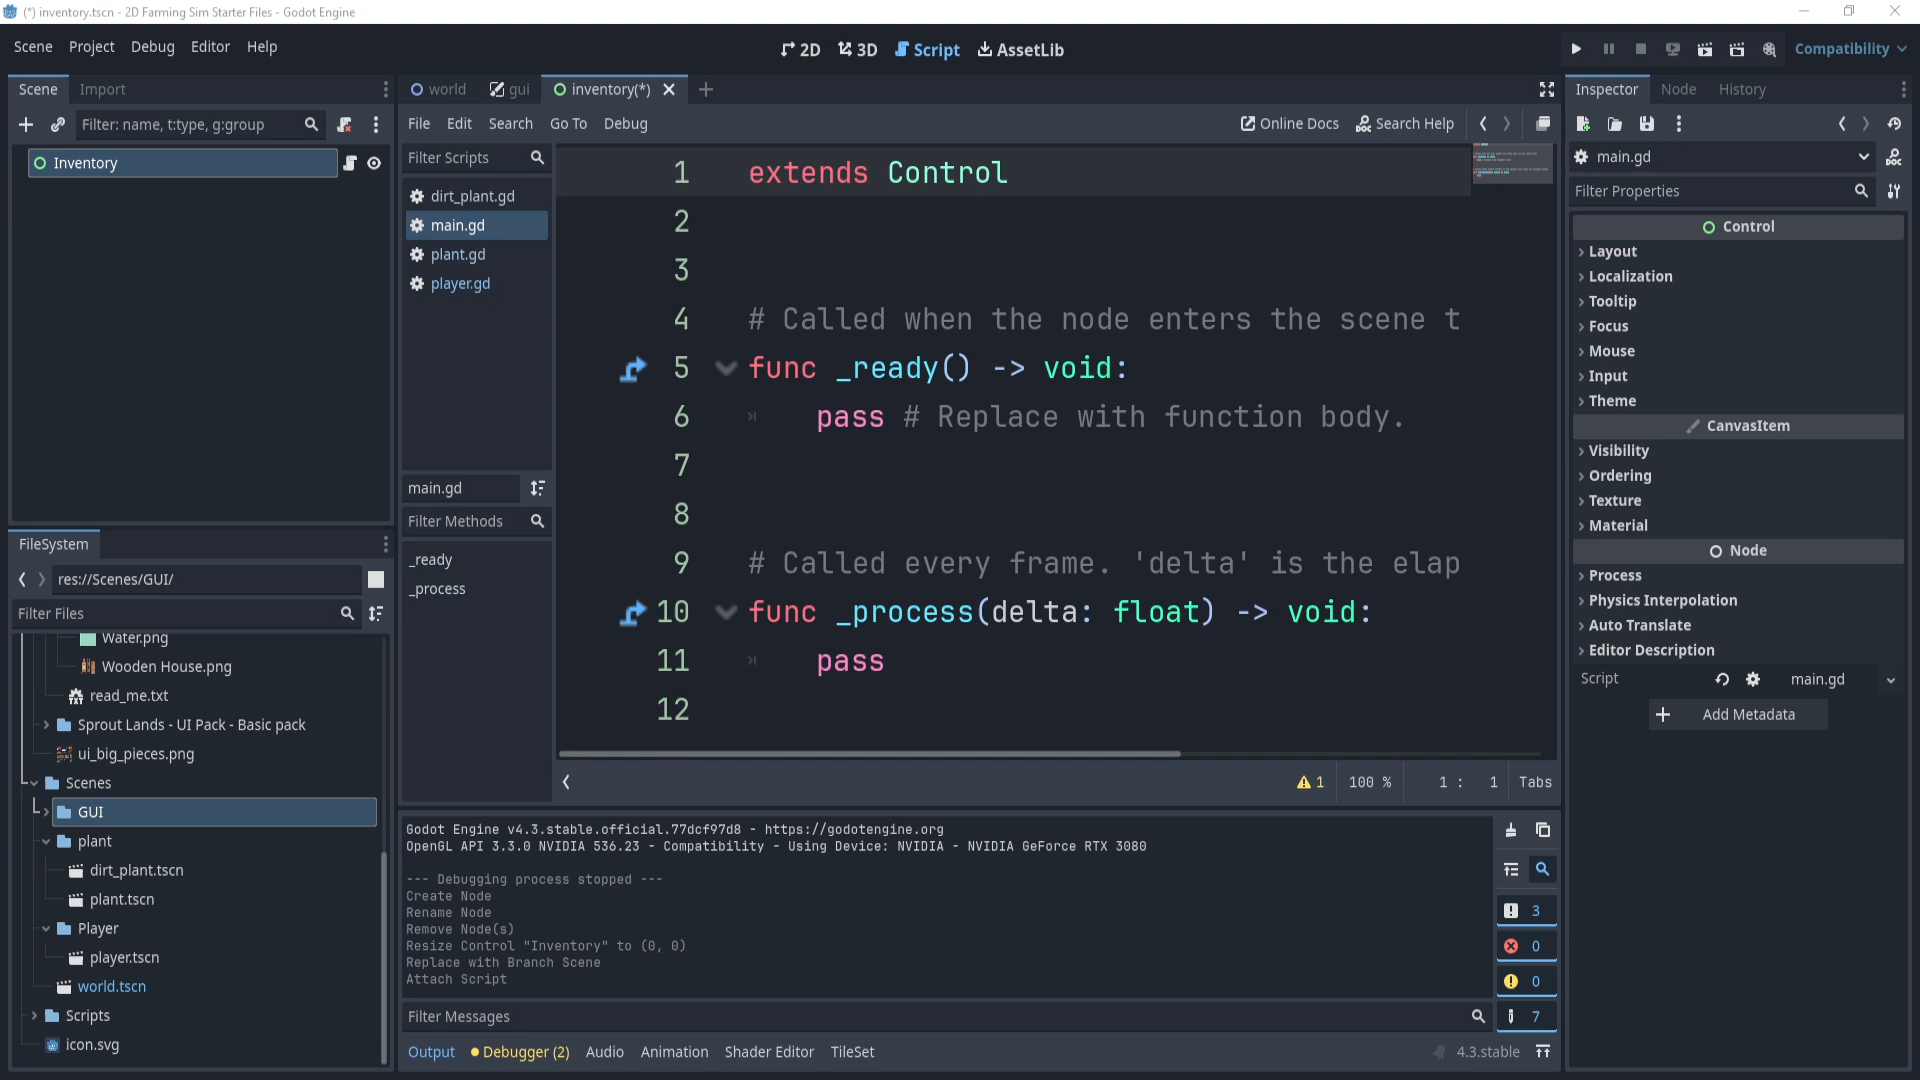 (*) inventory.tscn - 2D Farming Sim Starter Files - Godot Engine
Scene Project Debug Editor Help
2D 3D Script AssetLib
Compatibility
Scene Import
Filter: name, t:type, g:group
Inventory
FileSystem
res://Scenes/GUI/
Filter Files
Water.png
Wooden House.png
read_me.txt
Sprout Lands - UI Pack - Basic pack
ui_big_pieces.png
Scenes
GUI
plant
dirt_plant.tscn
plant.tscn
Player
player.tscn
world.tscn
Scripts
icon.svg
world gui inventory(*)
File Edit Search Go To Debug
Online Docs Search Help
Filter Scripts
dirt_plant.gd
main.gd
plant.gd
player.gd
main.gd
Filter Methods
_ready
_process
1 extends Control
2
3
4 # Called when the node enters the scene t
5 func _ready() -> void:
6 pass # Replace with function body.
7
8
9 # Called every frame. 'delta' is the elap
10 func _process(delta: float) -> void:
11 pass
12
1 100 % 1 : 1 Tabs
Godot Engine v4.3.stable.official.77dcf97d8 - https://godotengine.org
OpenGL API 3.3.0 NVIDIA 536.23 - Compatibility - Using Device: NVIDIA - NVIDIA GeForce RTX 3080
--- Debugging process stopped ---
Create Node
Rename Node
Remove Node(s)
Resize Control "Inventory" to (0, 0)
Replace with Branch Scene
Attach Script
3
0
0
7
Filter Messages
Output Debugger (2) Audio Animation Shader Editor TileSet
4.3.stable
Inspector Node History
main.gd
Filter Properties
Control
Layout
Localization
Tooltip
Focus
Mouse
Input
Theme
CanvasItem
Visibility
Ordering
Texture
Material
Node
Process
Physics Interpolation
Auto Translate
Editor Description
Script main.gd
Add Metadata